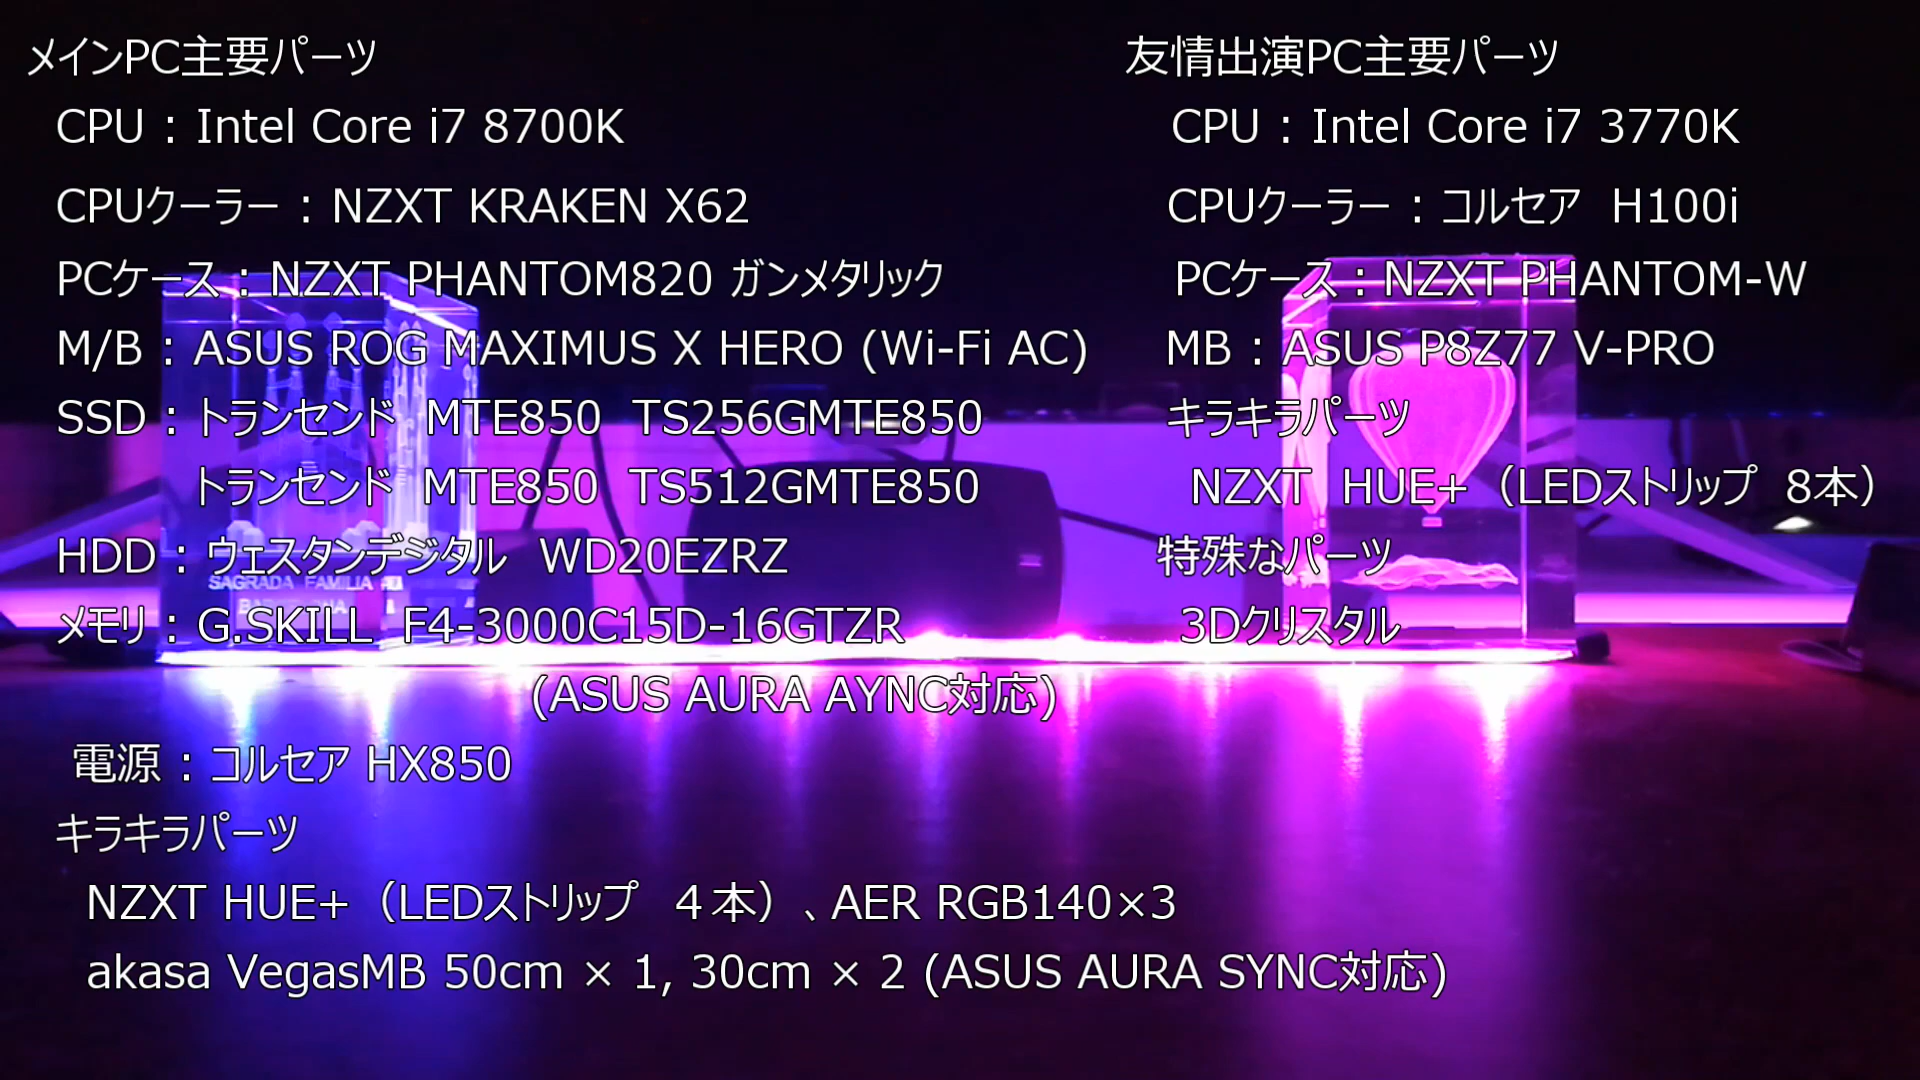 メインPC主要パーツ
CPU : Intel Core i7 8700K
CPUクーラー : NZXT KRAKEN X62
PCケース : NZXT PHANTOM820 ガンメタリック
M/B : ASUS ROG MAXIMUS X HERO (Wi-Fi AC)
SSD : トランセンド MTE850 TS256GMTE850
トランセンド MTE850 TS512GMTE850
HDD : ウェスタンデジタル WD20EZRZ
メモリ : G.SKILL F4-3000C15D-16GTZR
(ASUS AURA AYNC対応)
電源 : コルセア HX850
キラキラパーツ
NZXT HUE+（LEDストリップ ４本）、AER RGB140×3
akasa VegasMB 50cm × 1, 30cm × 2 (ASUS AURA SYNC対応)
友情出演PC主要パーツ
CPU : Intel Core i7 3770K
CPUクーラー : コルセア H100i
PCケース : NZXT PHANTOM-W
MB : ASUS P8Z77 V-PRO
キラキラパーツ
NZXT HUE+（LEDストリップ 8本）
特殊なパーツ
3Dクリスタル
SAGRADA FAMILIA